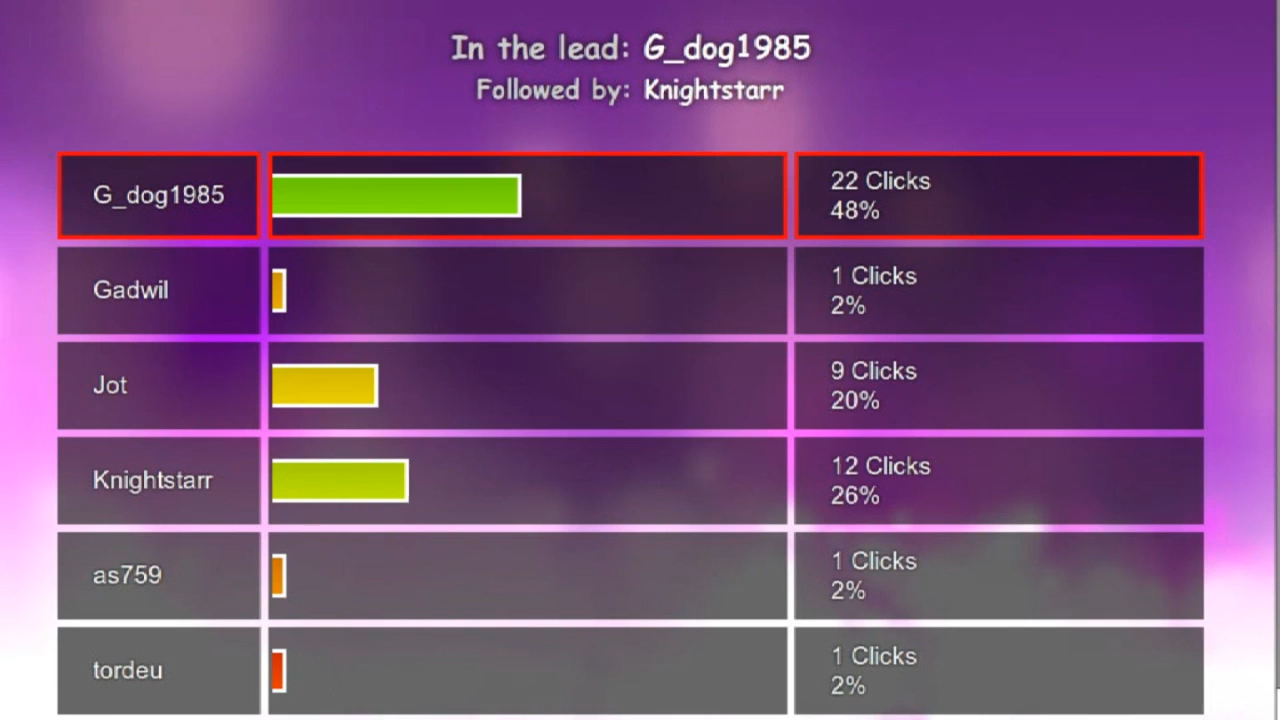 In the lead: G_dog1985
Followed by: Knightstarr
G_dog1985
22 Clicks
48%
Gadwil
1 Clicks
2%
Jot
9 Clicks
20%
Knightstarr
12 Clicks
26%
as759
1 Clicks
2%
tordeu
1 Clicks
2%